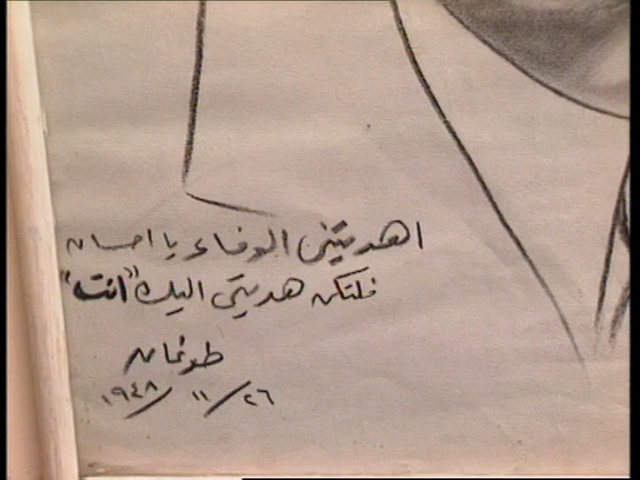 اهديتني الوفاء يا احسان
فلتكن هديتي اليك "انت"
طوغان
٢٦/١١/١٩٤٨